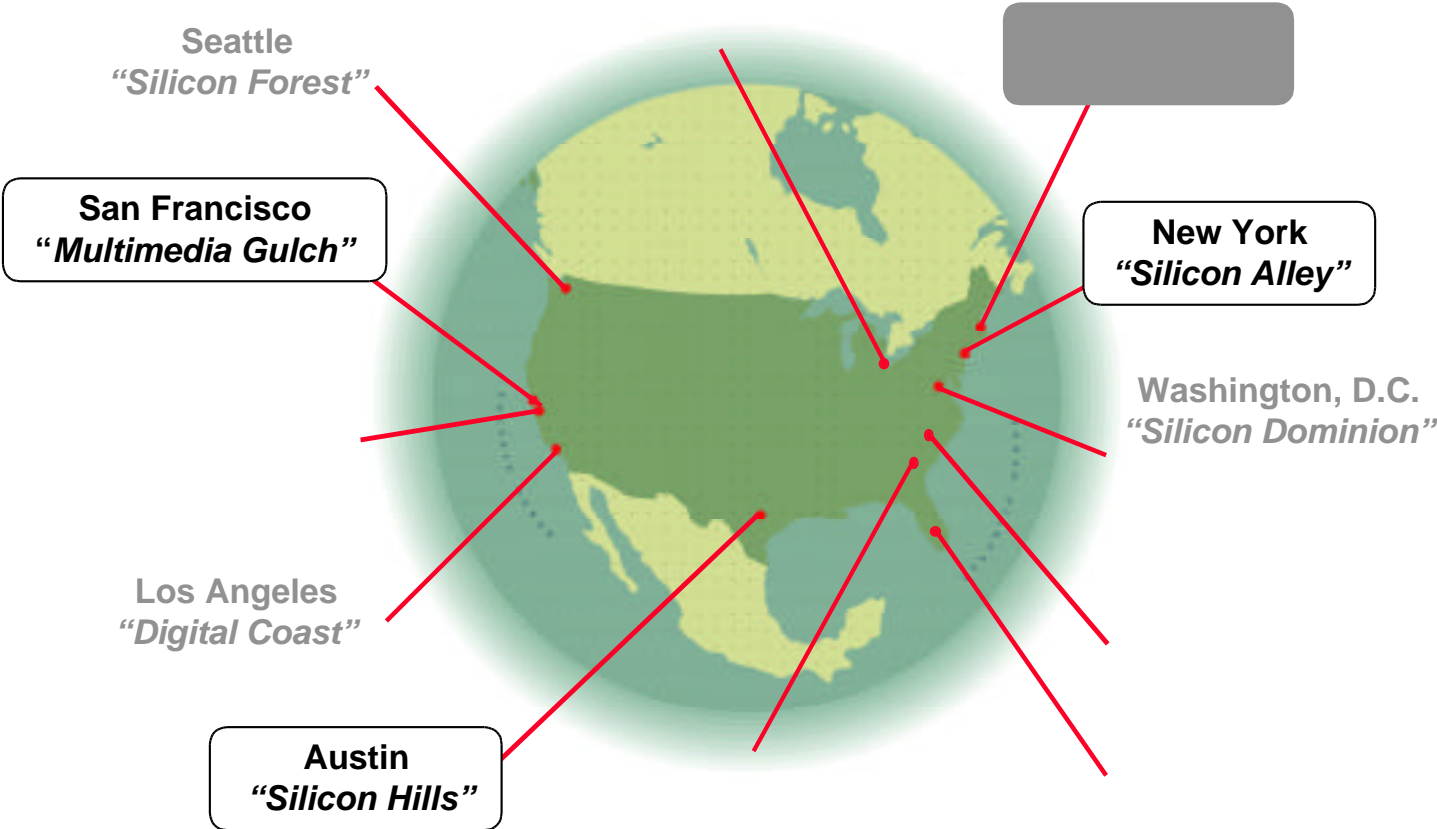 Seattle
“Silicon Forest”
San Francisco
“Multimedia Gulch”
New York
“Silicon Alley”
Washington, D.C.
“Silicon Dominion”
Los Angeles
“Digital Coast”
Austin
“Silicon Hills”